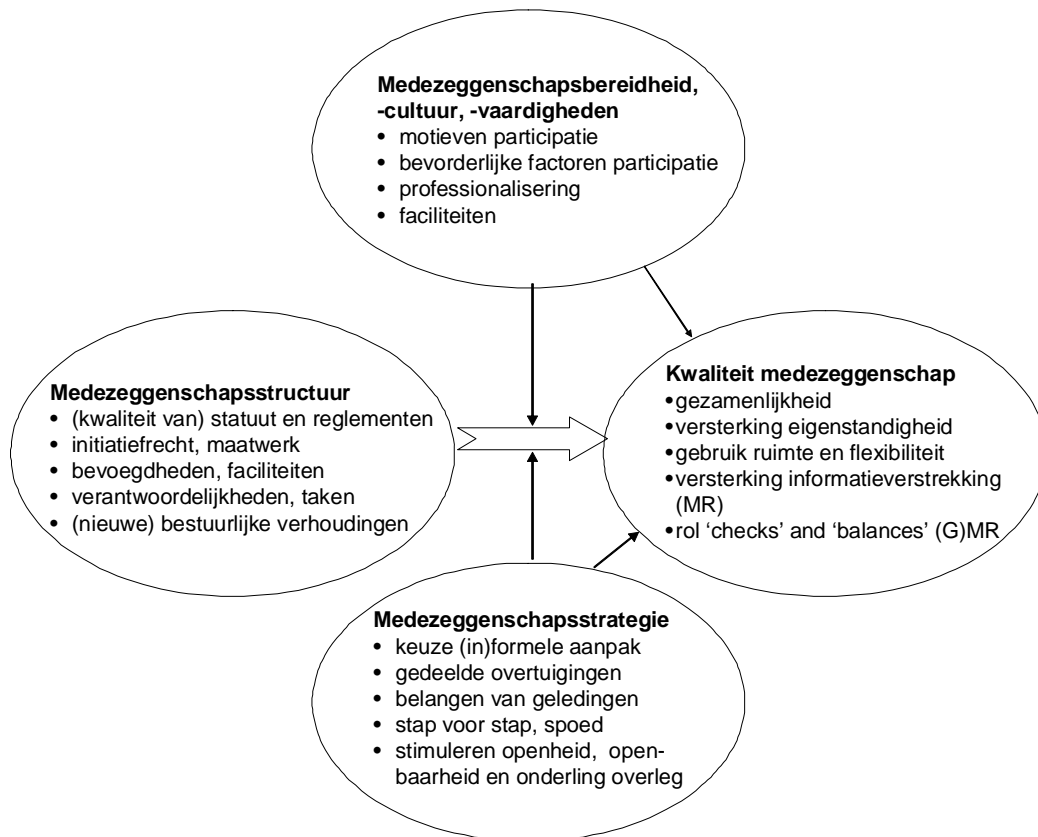 Medezeggenschapsbereidheid,
-cultuur, -vaardigheden
• motieven participatie
• bevorderlijke factoren participatie
• professionalisering
• faciliteiten
Medezeggenschapsstructuur
• (kwaliteit van) statuut en reglementen
• initiatiefrecht, maatwerk
• bevoegdheden, faciliteiten
• verantwoordelijkheden, taken
• (nieuwe) bestuurlijke verhoudingen
Kwaliteit medezeggenschap
•gezamenlijkheid
•versterking eigenstandigheid
•gebruik ruimte en flexibiliteit
•versterking informatieverstrekking
(MR)
•rol ‘checks’ and ‘balances’ (G)MR
Medezeggenschapsstrategie
• keuze (in)formele aanpak
• gedeelde overtuigingen
• belangen van geledingen
• stap voor stap, spoed
• stimuleren openheid, open-
baarheid en onderling overleg